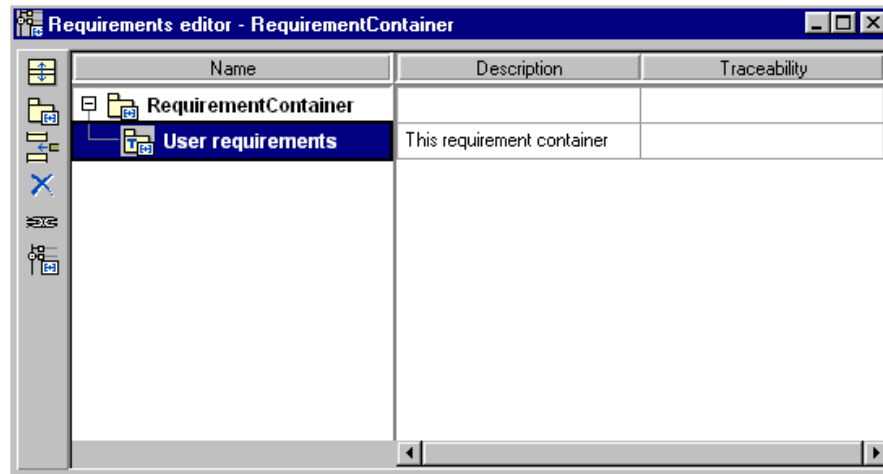 Requirements editor - RequirementContainer
Name Description Traceability
RequirementContainer
User requirements This requirement container